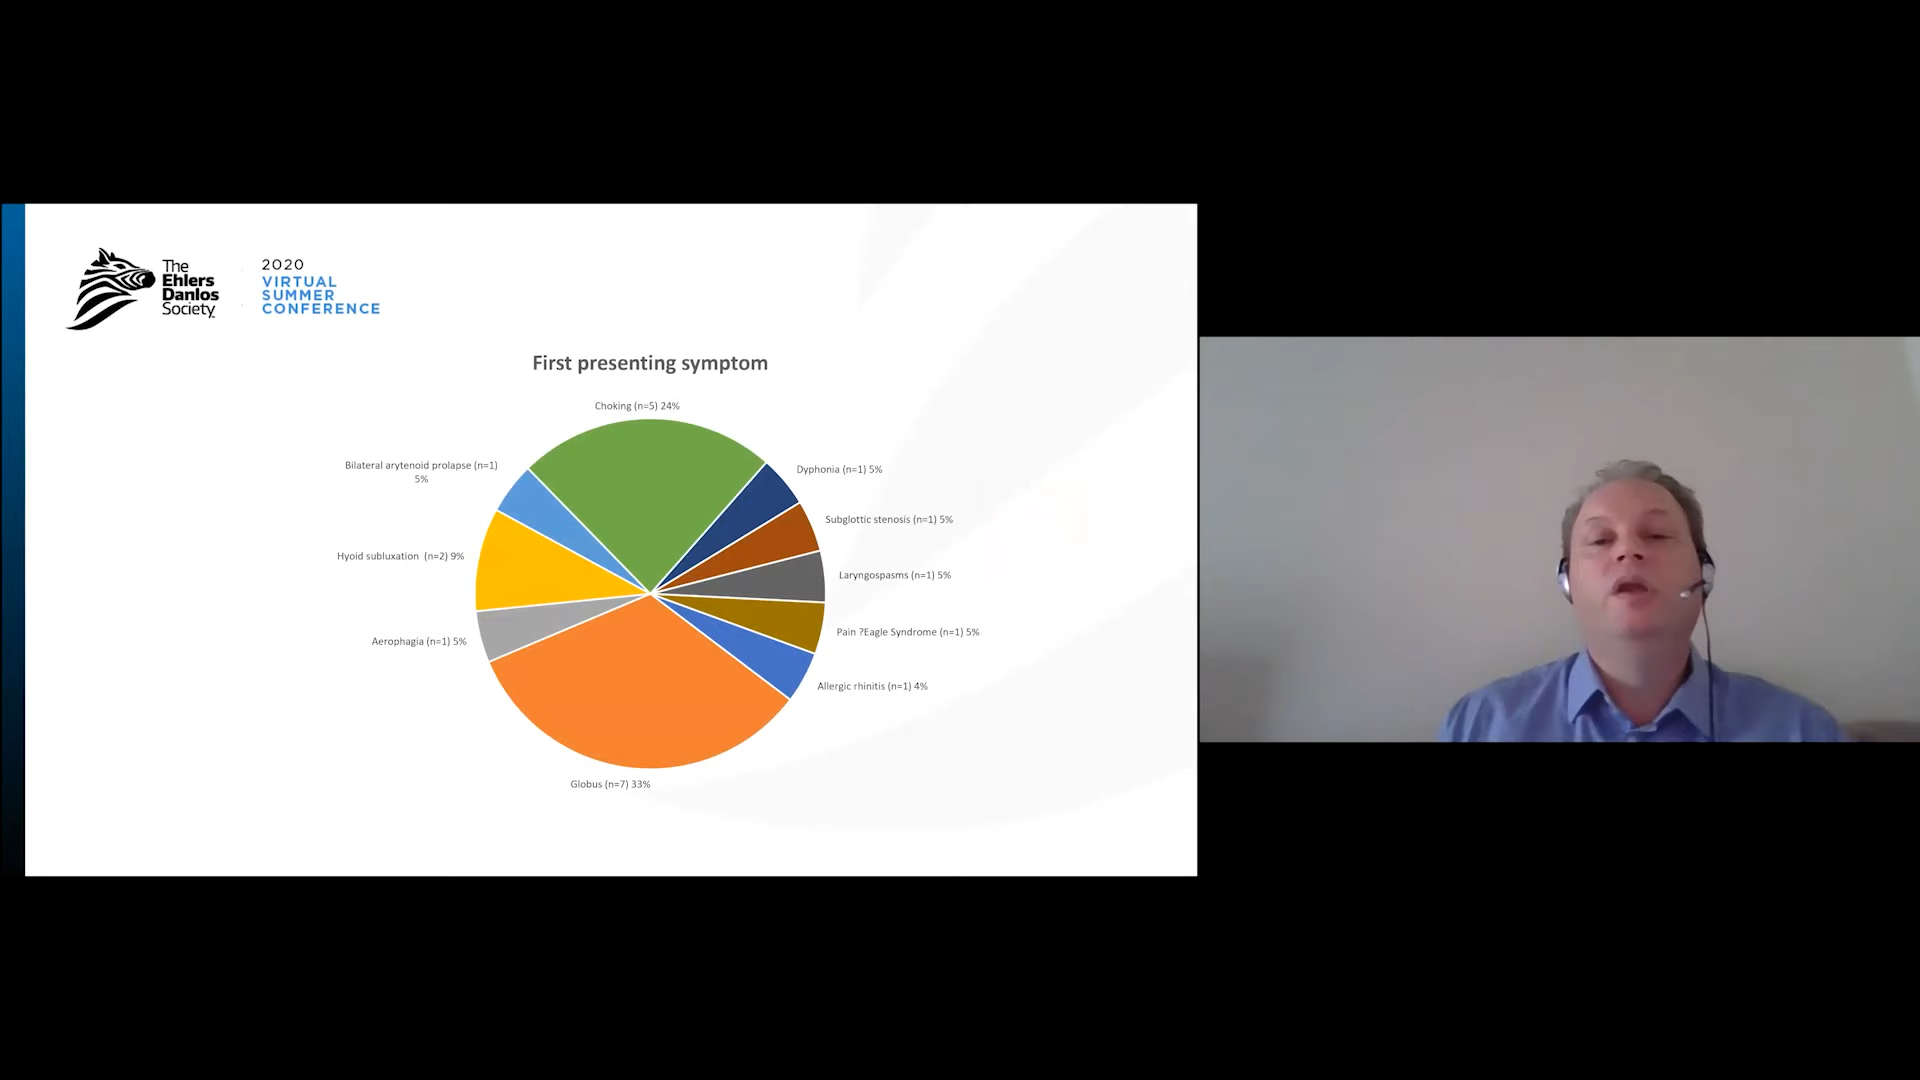 The
Ehlers
Danlos
Society
2020
VIRTUAL
SUMMER
CONFERENCE
First presenting symptom
Choking (n=5) 24%
Dyphonia (n=1) 5%
Subglottic stenosis (n=1) 5%
Laryngospasms (n=1) 5%
Pain ?Eagle Syndrome (n=1) 5%
Allergic rhinitis (n=1) 4%
Globus (n=7) 33%
Aerophagia (n=1) 5%
Hyoid subluxation (n=2) 9%
Bilateral arytenoid prolapse (n=1)
5%